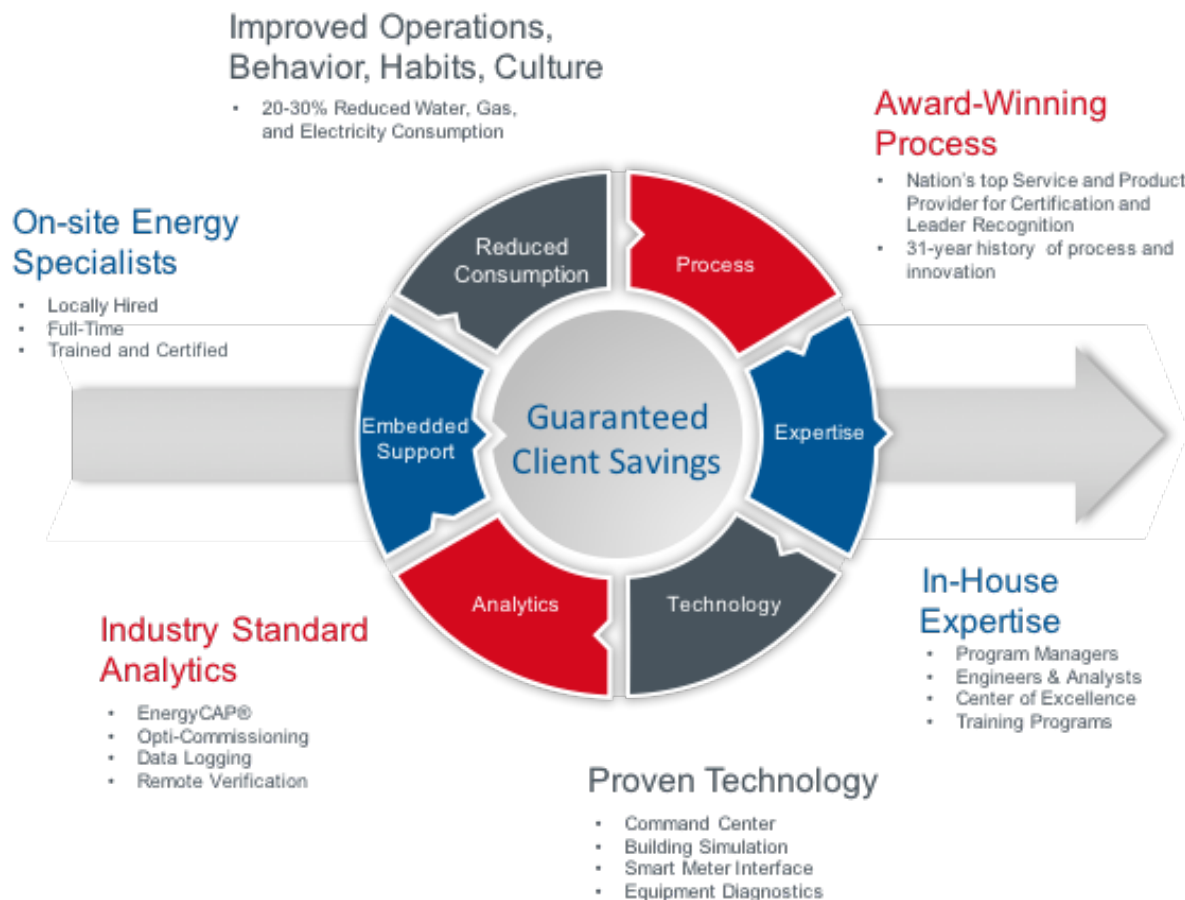 Improved Operations,
Behavior, Habits, Culture
• 20-30% Reduced Water, Gas,
and Electricity Consumption
Award-Winning
Process
• Nation's top Service and Product
Provider for Certification and
Leader Recognition
• 31-year history of process and
innovation
On-site Energy
Specialists
• Locally Hired
• Full-Time
• Trained and Certified
Reduced
Consumption
Process
Embedded
Support
Guaranteed
Client Savings
Expertise
Analytics
Technology
In-House
Expertise
• Program Managers
• Engineers & Analysts
• Center of Excellence
• Training Programs
Industry Standard
Analytics
• EnergyCAP®
• Opti-Commissioning
• Data Logging
• Remote Verification
Proven Technology
• Command Center
• Building Simulation
• Smart Meter Interface
• Equipment Diagnostics